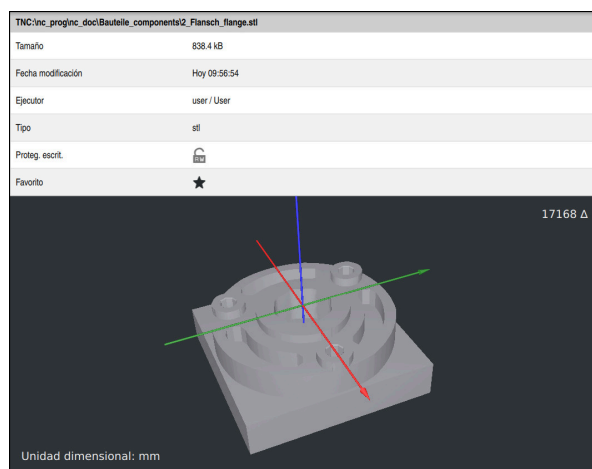 TNC:\nc_prog\nc_doc\Bauteile_components\2_Flansch_flange.stl
Tamaño 838.4 kB
Fecha modificación Hoy 09:56:54
Ejecutor user / User
Tipo stl
Proteg. escrit. RW
Favorito
17168 Δ
Unidad dimensional: mm